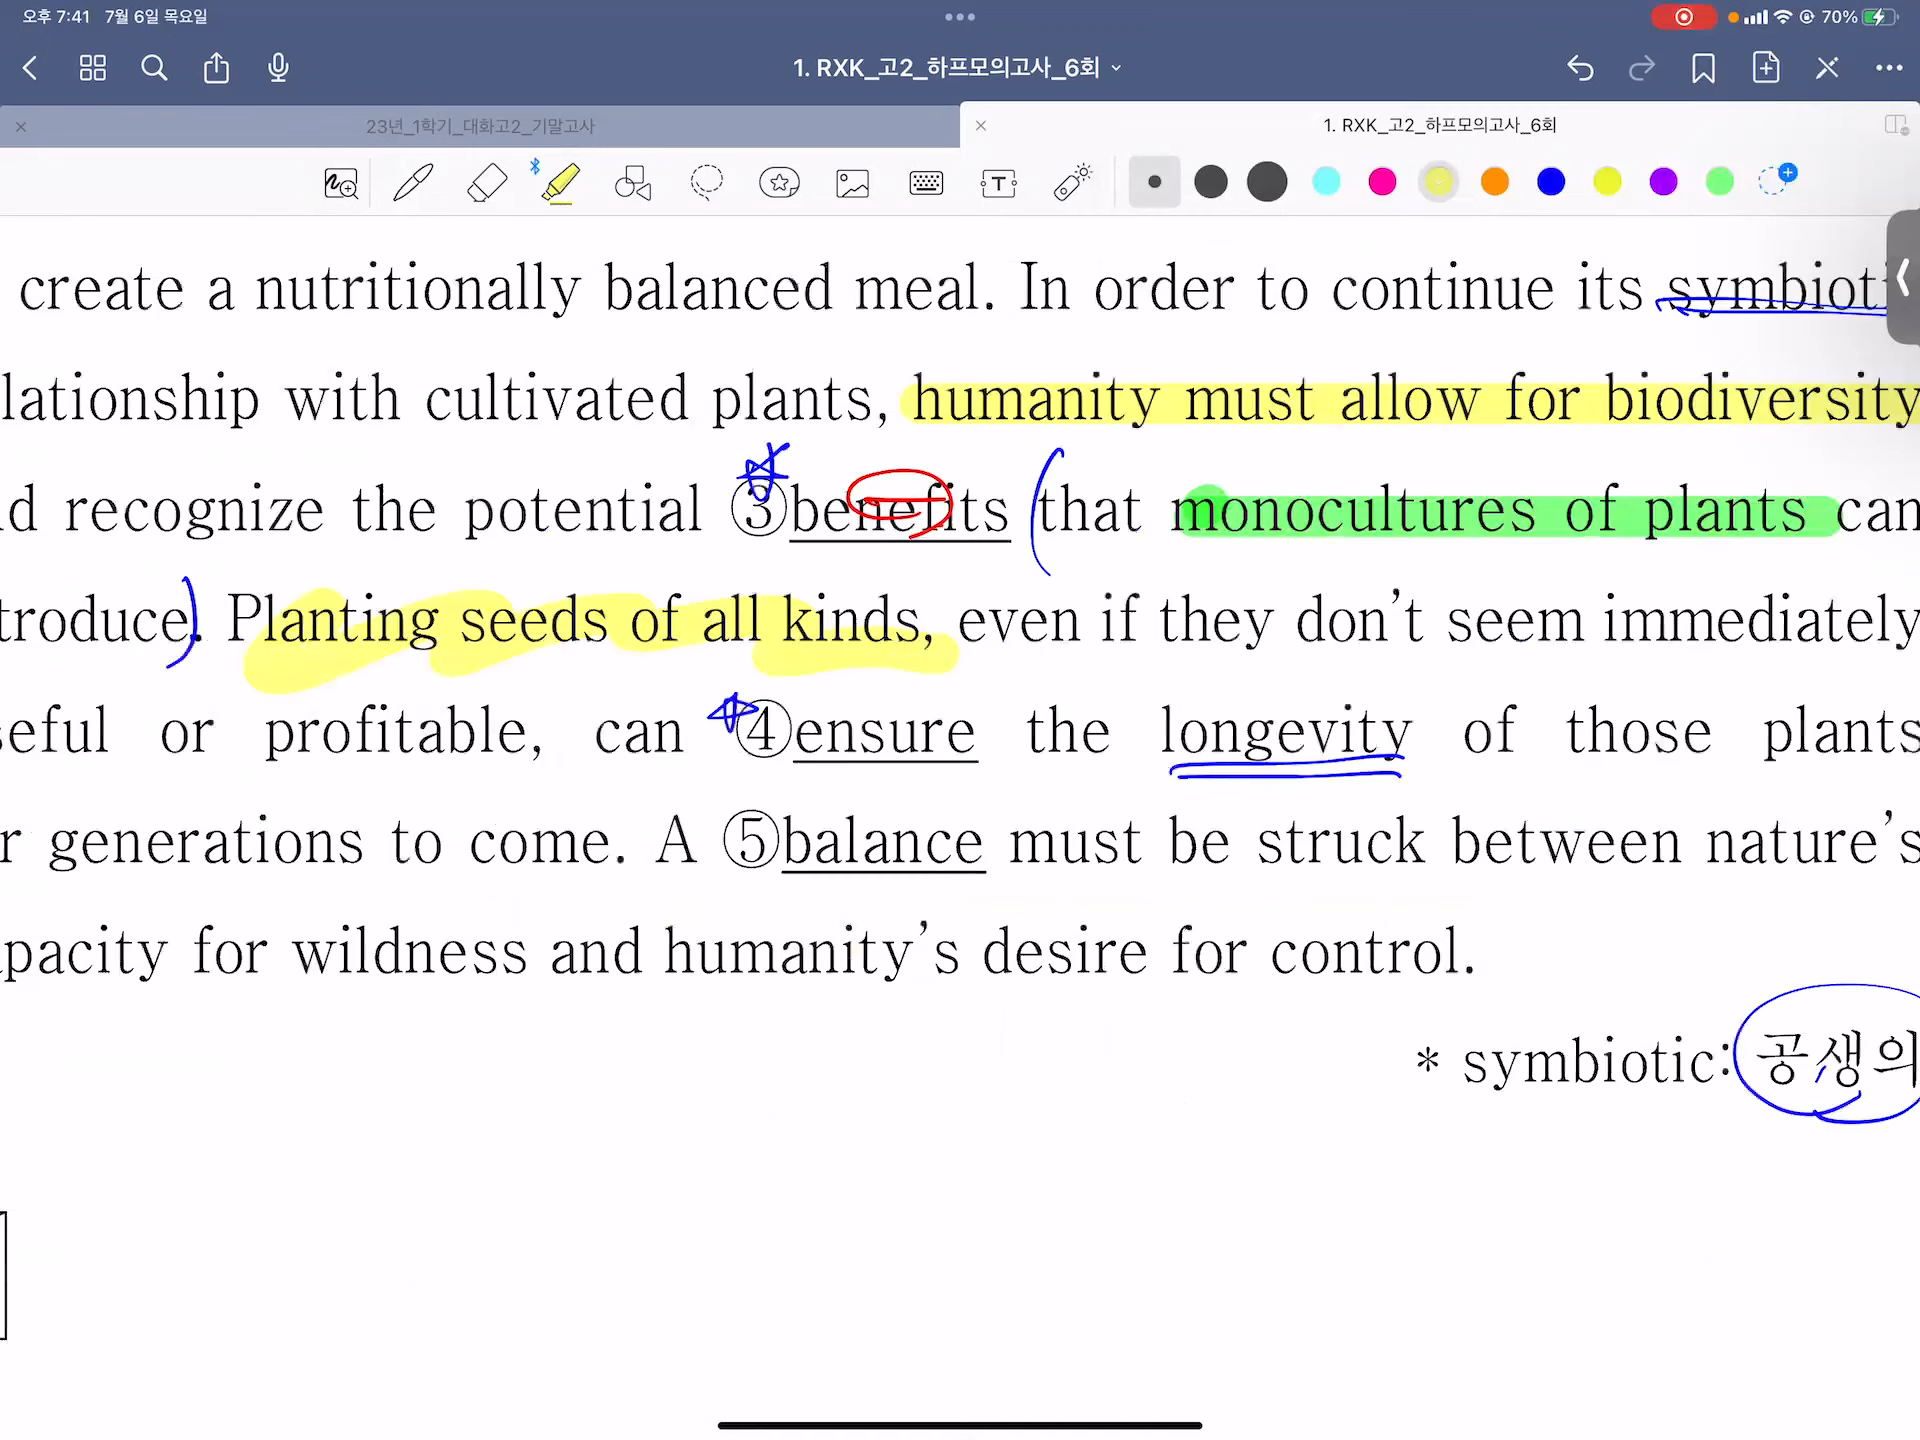 오후 7:41 7월 6일 목요일
70%
1. RXK_고2_하프모의고사_6회
23년_1학기_대화고2_기말고사
1. RXK_고2_하프모의고사_6회
create a nutritionally balanced meal. In order to continue its symbioti
lationship with cultivated plants, humanity must allow for biodiversity
d recognize the potential ③benefits that monocultures of plants can
troduce. Planting seeds of all kinds, even if they don't seem immediately
seful or profitable, can ④ensure the longevity of those plants
r generations to come. A ⑤balance must be struck between nature's
pacity for wildness and humanity's desire for control.
* symbiotic: 공생의